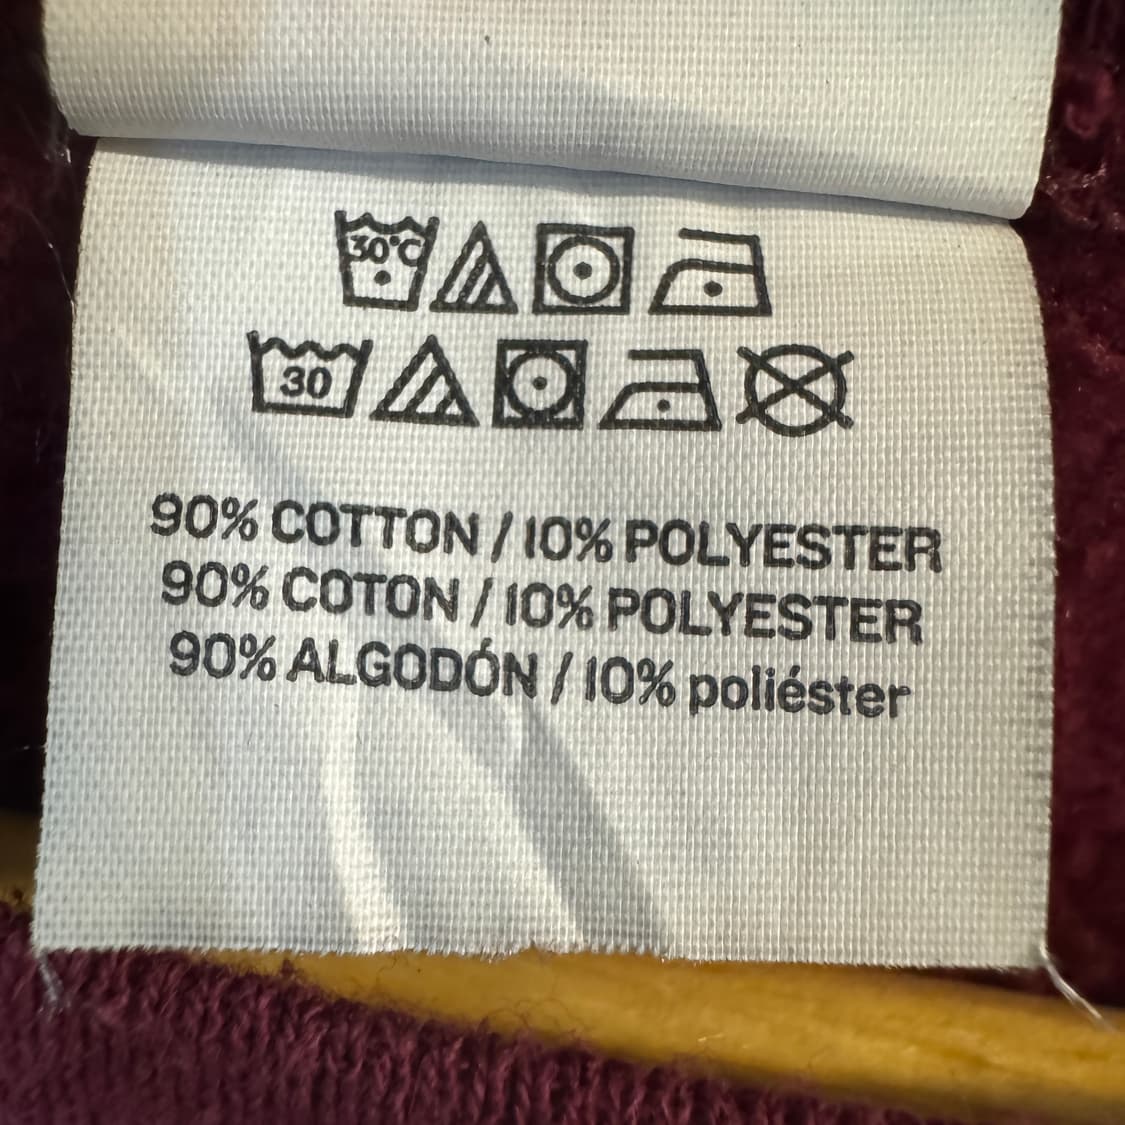 30°C
30
90% COTTON / 10% POLYESTER
90% COTON / 10% POLYESTER
90% ALGODÓN / 10% poliéster